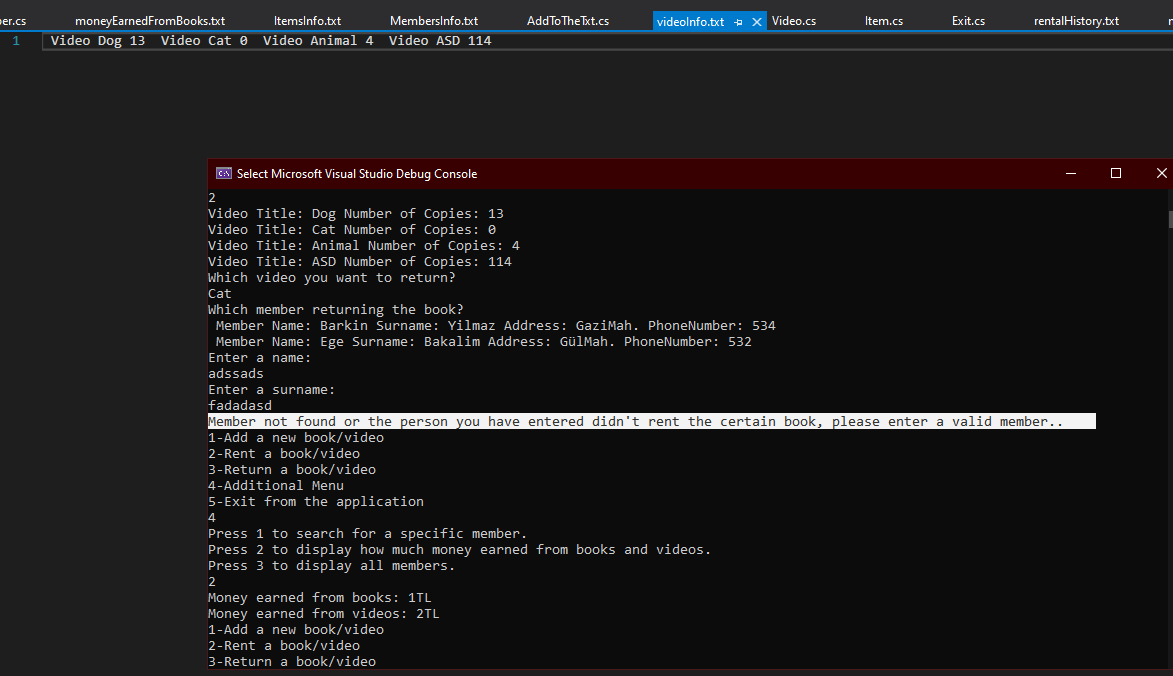 er.cs moneyEarnedFromBooks.txt ItemsInfo.txt MembersInfo.txt AddToTheTxt.cs videoInfo.txt Video.cs Item.cs Exit.cs rentalHistory.txt
1 Video Dog 13 Video Cat 0 Video Animal 4 Video ASD 114
Select Microsoft Visual Studio Debug Console
2
Video Title: Dog Number of Copies: 13
Video Title: Cat Number of Copies: 0
Video Title: Animal Number of Copies: 4
Video Title: ASD Number of Copies: 114
Which video you want to return?
Cat
Which member returning the book?
Member Name: Barkin Surname: Yilmaz Address: GaziMah. PhoneNumber: 534
Member Name: Ege Surname: Bakalim Address: GülMah. PhoneNumber: 532
Enter a name:
adssads
Enter a surname:
fadadasd
Member not found or the person you have entered didn't rent the certain book, please enter a valid member..
1-Add a new book/video
2-Rent a book/video
3-Return a book/video
4-Additional Menu
5-Exit from the application
4
Press 1 to search for a specific member.
Press 2 to display how much money earned from books and videos.
Press 3 to display all members.
2
Money earned from books: 1TL
Money earned from videos: 2TL
1-Add a new book/video
2-Rent a book/video
3-Return a book/video